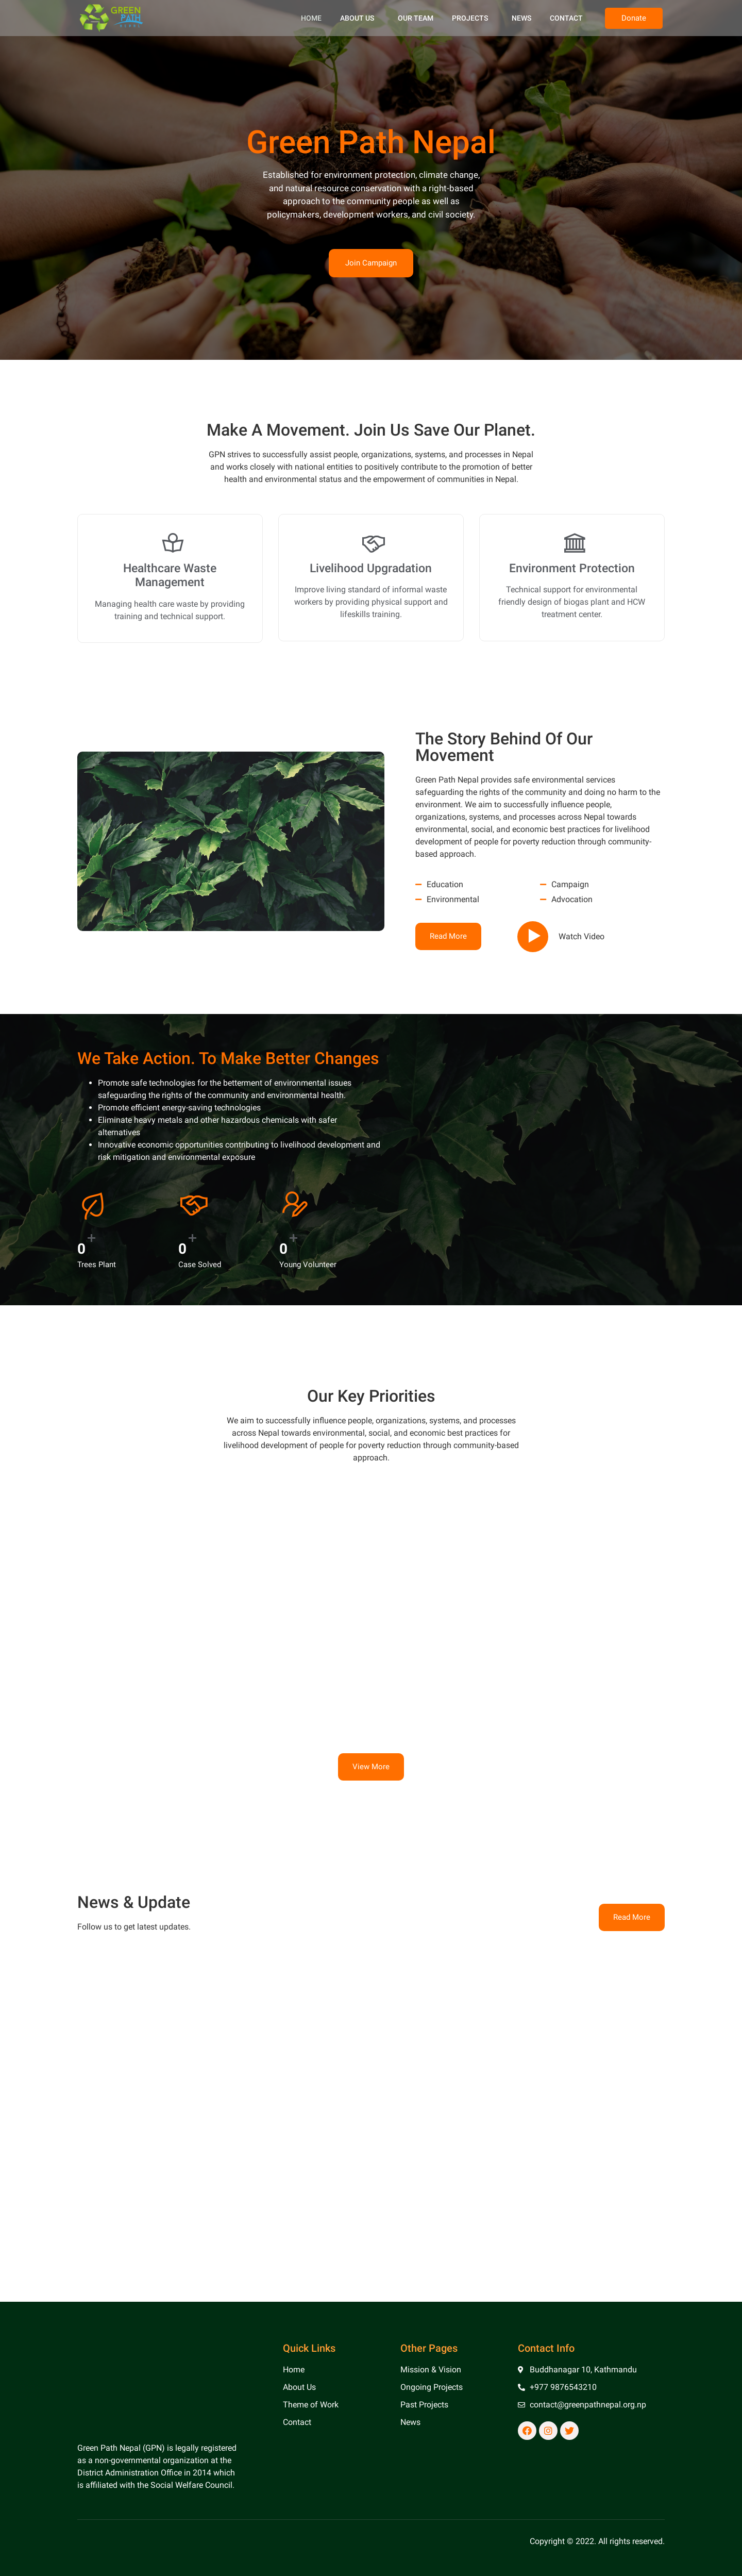 GREEN
PATH
HOME
ABOUT US
OUR TEAM
PROJECTS
NEWS
CONTACT
Donate
Green Path Nepal
Established for environment protection, climate change,
and natural resource conservation with a right-based
approach to the community people as well as
policymakers, development workers, and civil society.
Join Campaign
Make A Movement. Join Us Save Our Planet.
GPN strives to successfully assist people, organizations, systems, and processes in Nepal
and works closely with national entities to positively contribute to the promotion of better
health and environmental status and the empowerment of communities in Nepal.
Healthcare Waste
Management
Managing health care waste by providing
training and technical support.
Livelihood Upgradation
Improve living standard of informal waste
workers by providing physical support and
lifeskills training.
Environment Protection
Technical support for environmental
friendly design of biogas plant and HCW
treatment center.
The Story Behind Of Our
Movement
Green Path Nepal provides safe environmental services
safeguarding the rights of the community and doing no harm to the
environment. We aim to successfully influence people,
organizations, systems, and processes across Nepal towards
environmental, social, and economic best practices for livelihood
development of people for poverty reduction through community-
based approach.
Education
Campaign
Environmental
Advocation
Read More
Watch Video
We Take Action. To Make Better Changes
• Promote safe technologies for the betterment of environmental issues
safeguarding the rights of the community and environmental health.
• Promote efficient energy-saving technologies
• Eliminate heavy metals and other hazardous chemicals with safer
alternatives
• Innovative economic opportunities contributing to livelihood development and
risk mitigation and environmental exposure
0 +
Trees Plant
0 +
Case Solved
0 +
Young Volunteer
Our Key Priorities
We aim to successfully influence people, organizations, systems, and processes
across Nepal towards environmental, social, and economic best practices for
livelihood development of people for poverty reduction through community-based
approach.
View More
News & Update
Follow us to get latest updates.
Read More
Green Path Nepal (GPN) is legally registered
as a non-governmental organization at the
District Administration Office in 2014 which
is affiliated with the Social Welfare Council.
Quick Links
Home
About Us
Theme of Work
Contact
Other Pages
Mission & Vision
Ongoing Projects
Past Projects
News
Contact Info
Buddhanagar 10, Kathmandu
+977 9876543210
contact@greenpathnepal.org.np
Copyright © 2022. All rights reserved.